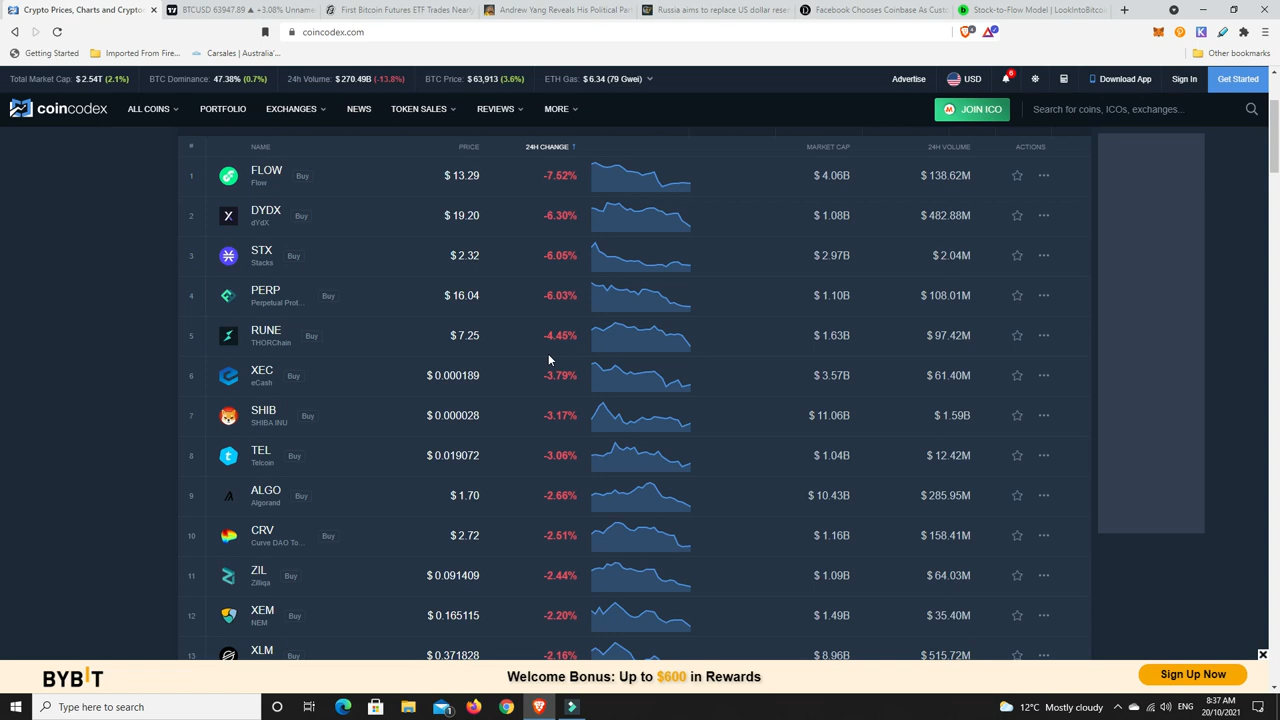 Crypto Prices, Charts and Cryptoc
BTCUSD 63947.89 ▲ +3.08% Unname
First Bitcoin Futures ETF Trades Nearly
Andrew Yang Reveals His Political Par
Russia aims to replace US dollar reser
Facebook Chooses Coinbase As Cust
Stock-to-Flow Model | LookIntoBitcoi
coincodex.com
Getting Started
Imported From Fire...
Carsales | Australia'...
Other bookmarks
Total Market Cap: $ 2.54T (2.1%)
BTC Dominance: 47.38% (0.7%)
24h Volume: $ 270.49B (-13.8%)
BTC Price: $ 63,913 (3.6%)
ETH Gas: $ 6.34 (79 Gwei)
Advertise
USD
6
Download App
Sign In
Get Started
coincodex
ALL COINS
PORTFOLIO
EXCHANGES
NEWS
TOKEN SALES
REVIEWS
MORE
JOIN ICO
Search for coins, ICOs, exchanges...
# NAME PRICE 24H CHANGE ↑ MARKET CAP 24H VOLUME ACTIONS
1 FLOW Buy $ 13.29 -7.52% $ 4.06B $ 138.62M
Flow
2 DYDX Buy $ 19.20 -6.30% $ 1.08B $ 482.88M
dYdX
3 STX Buy $ 2.32 -6.05% $ 2.97B $ 2.04M
Stacks
4 PERP Buy $ 16.04 -6.03% $ 1.10B $ 108.01M
Perpetual Prot...
5 RUNE Buy $ 7.25 -4.45% $ 1.63B $ 97.42M
THORChain
6 XEC Buy $ 0.000189 -3.79% $ 3.57B $ 61.40M
eCash
7 SHIB Buy $ 0.000028 -3.17% $ 11.06B $ 1.59B
SHIBA INU
8 TEL Buy $ 0.019072 -3.06% $ 1.04B $ 12.42M
Telcoin
9 ALGO Buy $ 1.70 -2.66% $ 10.43B $ 285.95M
Algorand
10 CRV Buy $ 2.72 -2.51% $ 1.16B $ 158.41M
Curve DAO To...
11 ZIL Buy $ 0.091409 -2.44% $ 1.09B $ 64.03M
Zilliqa
12 XEM Buy $ 0.165115 -2.20% $ 1.49B $ 35.40M
NEM
13 XLM Buy $ 0.371828 -2.16% $ 8.96B $ 515.72M
BYBIT
Welcome Bonus: Up to $600 in Rewards
Sign Up Now
Type here to search
12°C Mostly cloudy
ENG
8:37 AM
20/10/2021